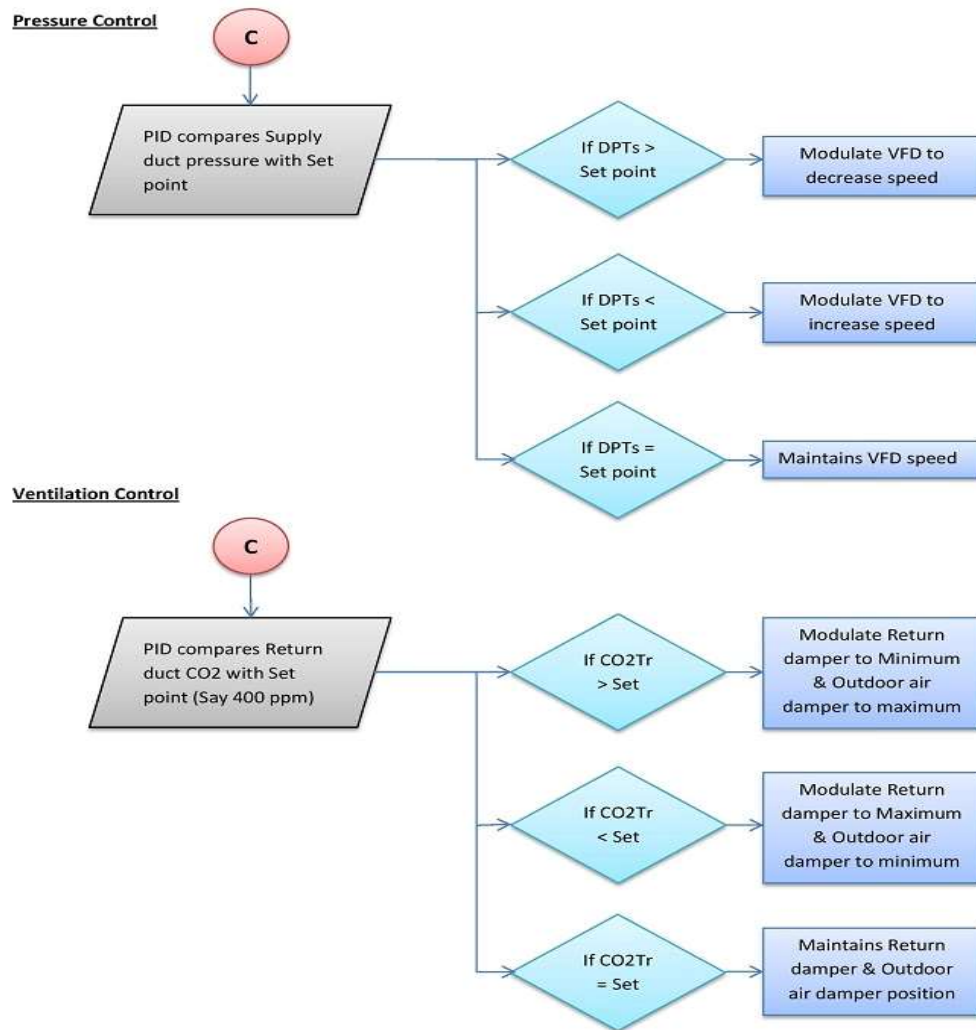 Pressure Control
C
PID compares Supply
duct pressure with Set
point
If DPTs >
Set point
Modulate VFD to
decrease speed
If DPTs <
Set point
Modulate VFD to
increase speed
If DPTs =
Set point
Maintains VFD speed
Ventilation Control
C
PID compares Return
duct CO2 with Set
point (Say 400 ppm)
If CO2Tr
> Set
Modulate Return
damper to Minimum
& Outdoor air
damper to maximum
If CO2Tr
< Set
Modulate Return
damper to Maximum
& Outdoor air
damper to minimum
If CO2Tr
= Set
Maintains Return
damper & Outdoor
air damper position